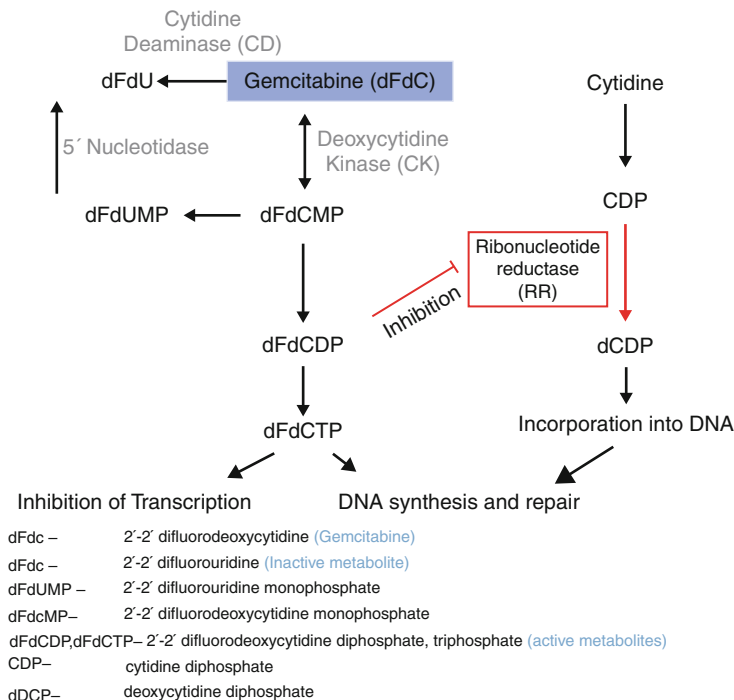 Cytidine
Deaminase (CD)
dFdU
Gemcitabine (dFdC)
Cytidine
5´ Nucleotidase
Deoxycytidine
Kinase (CK)
dFdUMP
dFdCMP
CDP
Ribonucleotide
reductase
(RR)
Inhibition
dFdCDP
dCDP
dFdCTP
Incorporation into DNA
Inhibition of Transcription
DNA synthesis and repair
dFdc – 2´-2´ difluorodeoxycytidine (Gemcitabine)
dFdc – 2´-2´ difluorouridine (Inactive metabolite)
dFdUMP – 2´-2´ difluorouridine monophosphate
dFdcMP– 2´-2´ difluorodeoxycytidine monophosphate
dFdCDP,dFdCTP– 2´-2´ difluorodeoxycytidine diphosphate, triphosphate (active metabolites)
CDP– cytidine diphosphate
dDCP– deoxycytidine diphosphate